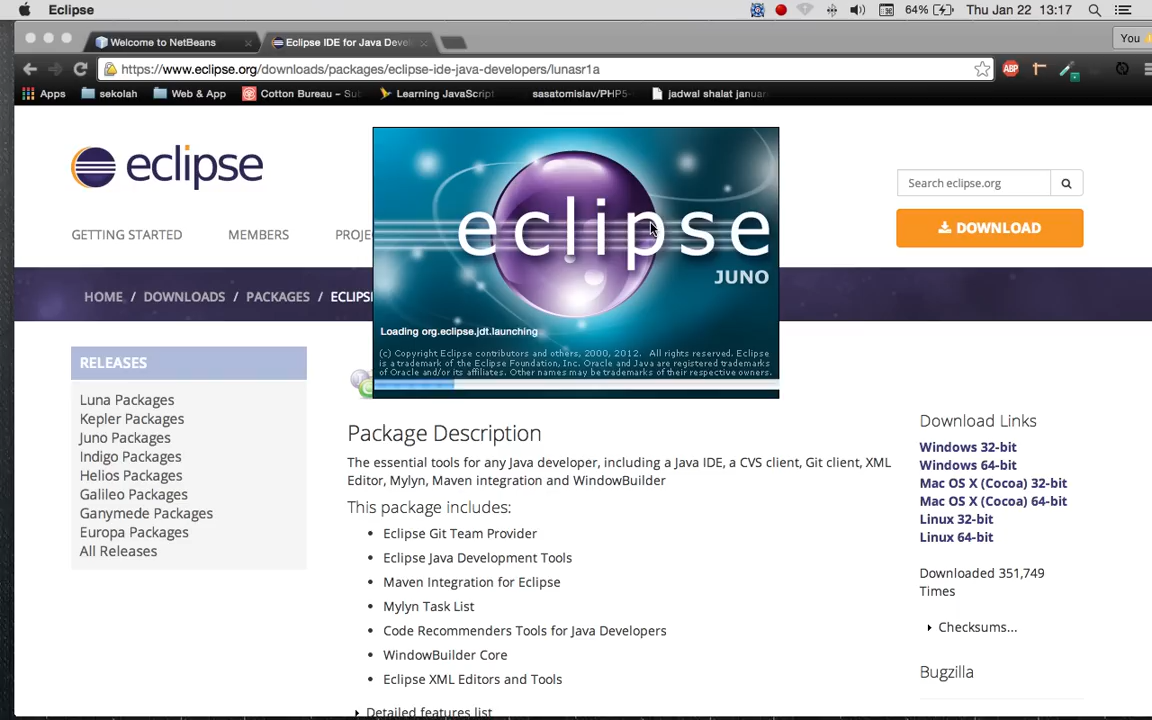 Eclipse
64%
Thu Jan 22 13:17
Welcome to NetBeans
Eclipse IDE for Java Devel
You
https://www.eclipse.org/downloads/packages/eclipse-ide-java-developers/lunasr1a
ABP
Apps
sekolah
Web & App
Cotton Bureau – Su
Learning JavaScript
sasatomislav/PHP5
jadwal shalat januar
eclipse
Search eclipse.org
DOWNLOAD
GETTING STARTED
MEMBERS
PROJE
HOME / DOWNLOADS / PACKAGES / ECLIPS
eclipse
JUNO
Loading org.eclipse.jdt.launching
(c) Copyright Eclipse contributors and others, 2000, 2012. All rights reserved. Eclipse
is a trademark of the Eclipse Foundation, Inc. Oracle and Java are registered trademarks
of Oracle and/or its affiliates. Other names may be trademarks of their respective owners.
RELEASES
Luna Packages
Kepler Packages
Juno Packages
Indigo Packages
Helios Packages
Galileo Packages
Ganymede Packages
Europa Packages
All Releases
Package Description
The essential tools for any Java developer, including a Java IDE, a CVS client, Git client, XML
Editor, Mylyn, Maven integration and WindowBuilder
This package includes:
• Eclipse Git Team Provider
• Eclipse Java Development Tools
• Maven Integration for Eclipse
• Mylyn Task List
• Code Recommenders Tools for Java Developers
• WindowBuilder Core
• Eclipse XML Editors and Tools
Detailed features list
Download Links
Windows 32-bit
Windows 64-bit
Mac OS X (Cocoa) 32-bit
Mac OS X (Cocoa) 64-bit
Linux 32-bit
Linux 64-bit
Downloaded 351,749
Times
Checksums...
Bugzilla